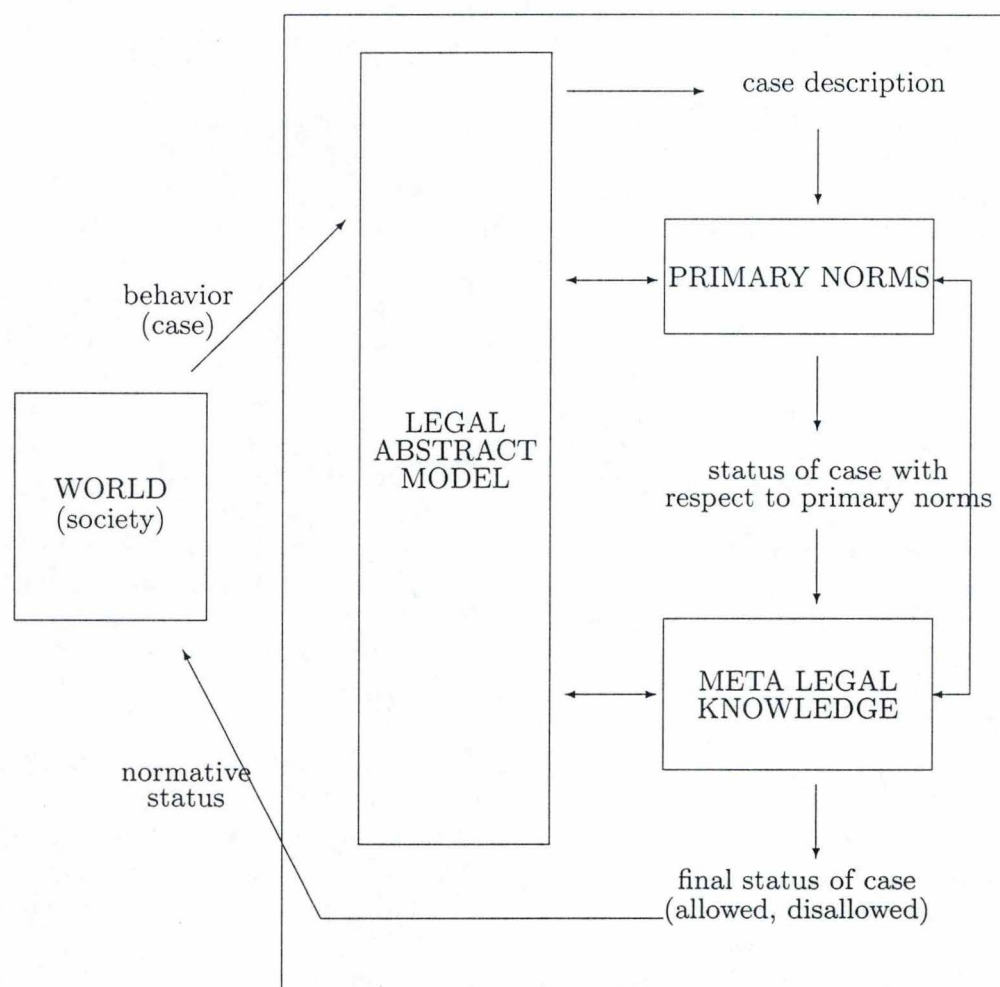 case description
behavior
(case)
PRIMARY NORMS
LEGAL
ABSTRACT
MODEL
WORLD
(society)
status of case with
respect to primary norms
META LEGAL
KNOWLEDGE
normative
status
final status of case
(allowed, disallowed)